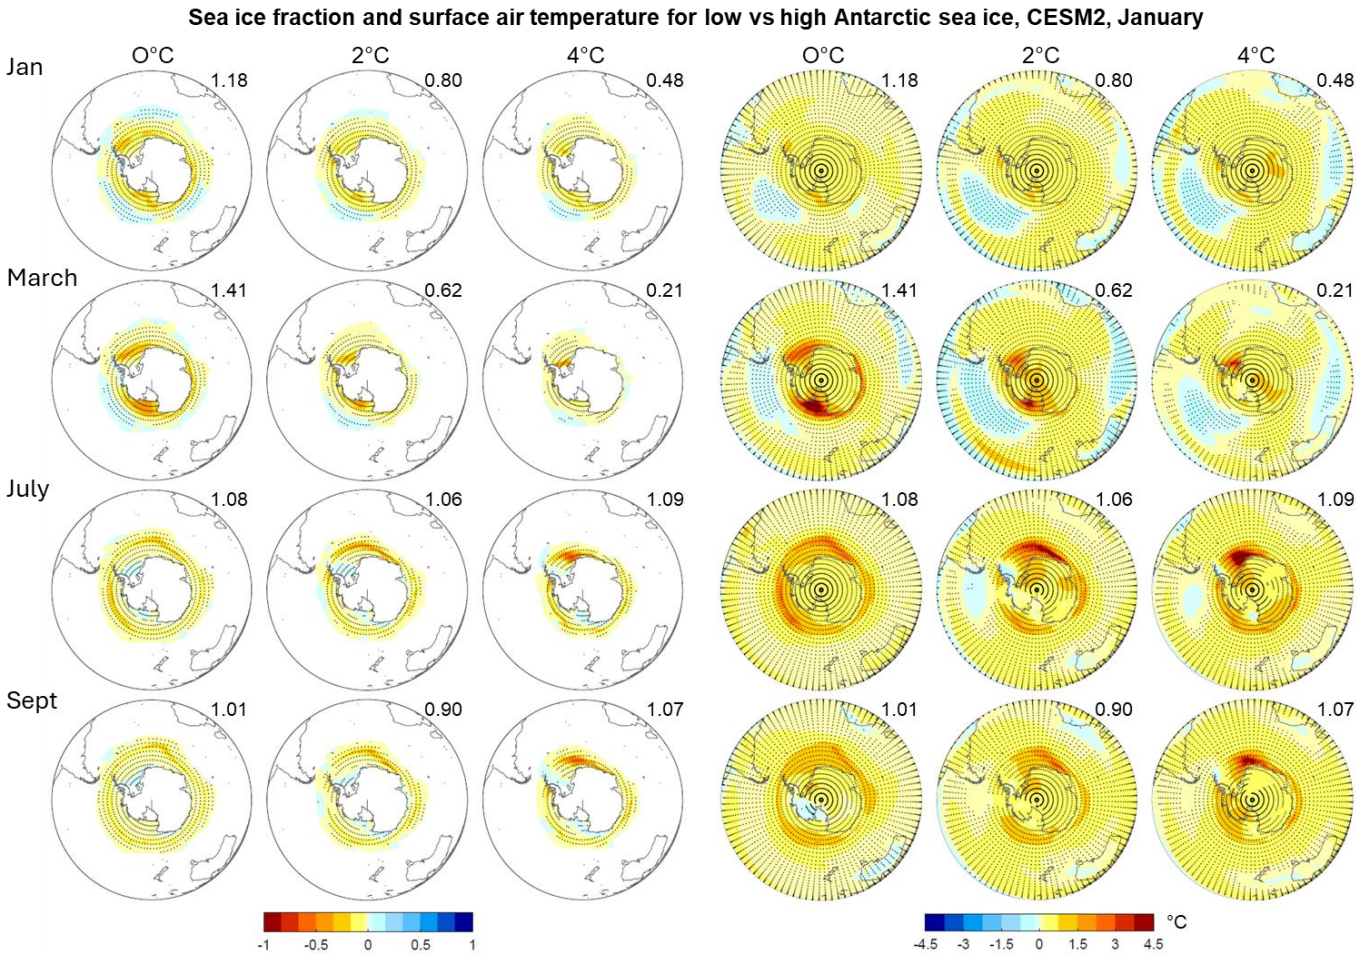 Sea ice fraction and surface air temperature for low vs high Antarctic sea ice, CESM2, January
O°C 2°C 4°C O°C 2°C 4°C
Jan 1.18 0.80 0.48 1.18 0.80 0.48
March 1.41 0.62 0.21 1.41 0.62 0.21
July 1.08 1.06 1.09 1.08 1.06 1.09
Sept 1.01 0.90 1.07 1.01 0.90 1.07
°C
-1 -0.5 0 0.5 1 -4.5 -3 -1.5 0 1.5 3 4.5